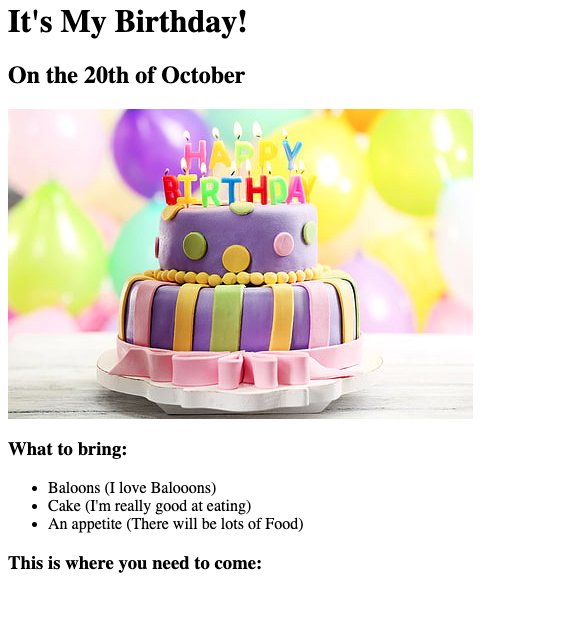 It's My Birthday!
On the 20th of October
HAPPY
BIRTHDAY
What to bring:
Baloons (I love Balooons)
Cake (I'm really good at eating)
An appetite (There will be lots of Food)
This is where you need to come: